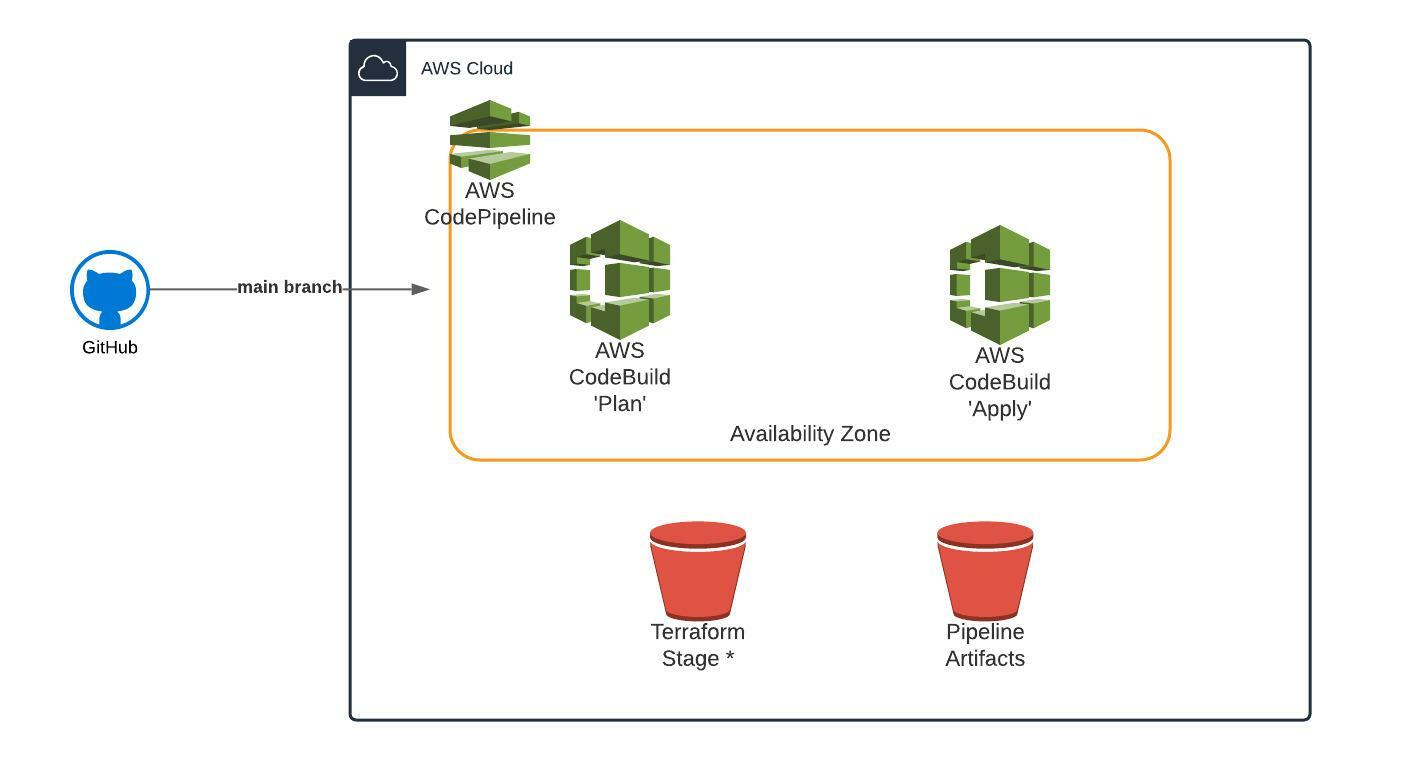 AWS Cloud
AWS
CodePipeline
main branch
GitHub
AWS
CodeBuild
'Plan'
AWS
CodeBuild
'Apply'
Availability Zone
Terraform
Stage *
Pipeline
Artifacts